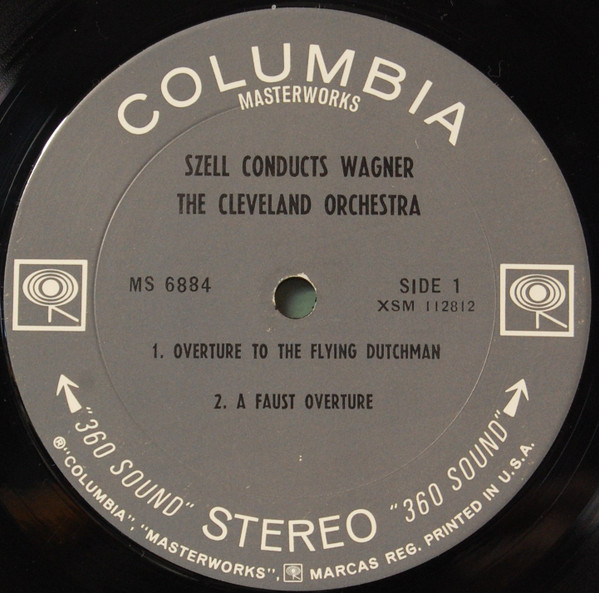 COLUMBIA
MASTERWORKS
SZELL CONDUCTS WAGNER
THE CLEVELAND ORCHESTRA
MS 6884
SIDE 1
XSM 112812
1. OVERTURE TO THE FLYING DUTCHMAN
2. A FAUST OVERTURE
"360 SOUND" STEREO "360 SOUND"
® "COLUMBIA", "MASTERWORKS", MARCAS REG. PRINTED IN U.S.A.